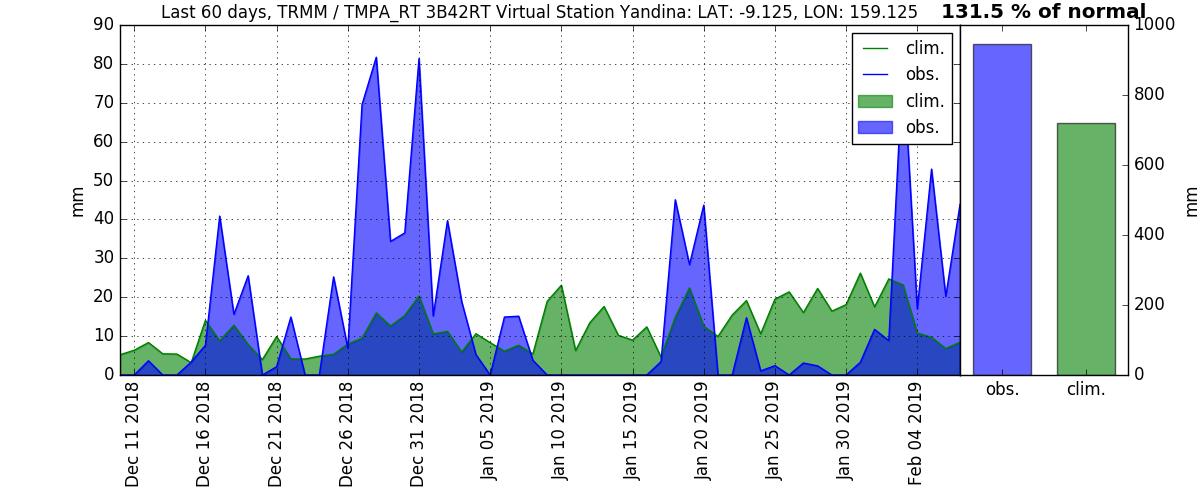 Last 60 days, TRMM / TMPA_RT 3B42RT Virtual Station Yandina: LAT: -9.125, LON: 159.125
131.5 % of normal
90
80
70
60
50
40
30
20
10
0
mm
clim.
obs.
clim.
obs.
1000
800
600
400
200
0
mm
Dec 11 2018
Dec 16 2018
Dec 21 2018
Dec 26 2018
Dec 31 2018
Jan 05 2019
Jan 10 2019
Jan 15 2019
Jan 20 2019
Jan 25 2019
Jan 30 2019
Feb 04 2019
obs.
clim.